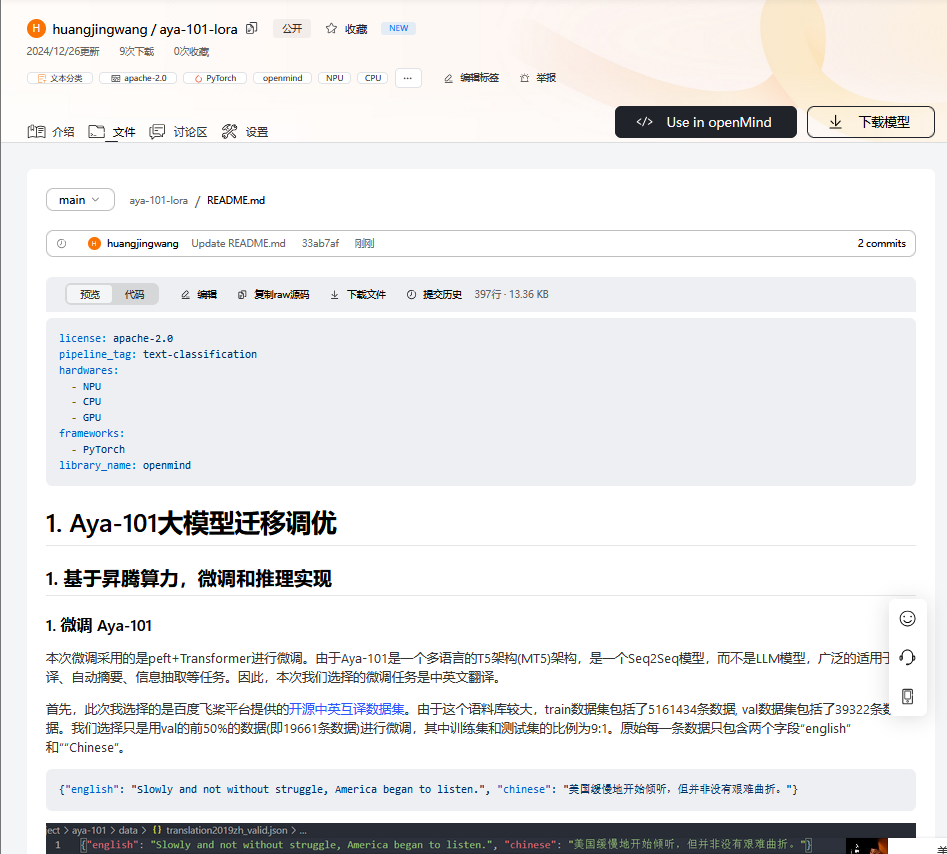 H huangjingwang / aya-101-lora 公开 收藏 NEW
2024/12/26更新 9次下载 0次收藏
文本分类 apache-2.0 PyTorch openmind NPU CPU ... 编辑标签 举报
介绍 文件 讨论区 设置 </> Use in openMind 下载模型
main aya-101-lora / README.md
H huangjingwang Update README.md 33ab7af 刚刚 2 commits
预览 代码 编辑 复制raw源码 下载文件 提交历史 397行 · 13.36 KB
license: apache-2.0
pipeline_tag: text-classification
hardwares:
- NPU
- CPU
- GPU
frameworks:
- PyTorch
library_name: openmind
1. Aya-101大模型迁移调优
1. 基于昇腾算力，微调和推理实现
1. 微调 Aya-101
本次微调采用的是peft+Transformer进行微调。由于Aya-101是一个多语言的T5架构(MT5)架构，是一个Seq2Seq模型，而不是LLM模型，广泛的适用于
译、自动摘要、信息抽取等任务。因此，本次我们选择的微调任务是中英文翻译。
首先，此次我选择的是百度飞桨平台提供的开源中英互译数据集。由于这个语料库较大，train数据集包括了5161434条数据, val数据集包括了39322条数
据。我们选择只是用val的前50%的数据(即19661条数据)进行微调，其中训练集和测试集的比例为9:1。原始每一条数据只包含两个字段“english”
和““Chinese”。
{"english": "Slowly and not without struggle, America began to listen.", "chinese": "美国缓慢地开始倾听，但并非没有艰难曲折。"}
ect > aya-101 > data > {} translation2019zh_valid.json > ...
1 {"english": "Slowly and not without struggle, America began to listen.", "chinese": "美国缓慢地开始倾听，但并非没有艰难曲折。"}